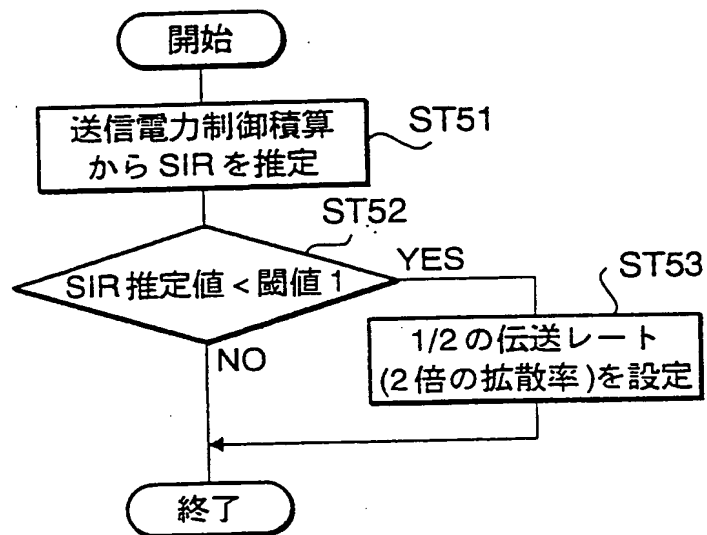 開始
送信電力制御積算
からSIRを推定
ST51
ST52
SIR推定値<閾値1
YES
NO
ST53
1/2の伝送レート
(2倍の拡散率)を設定
終了